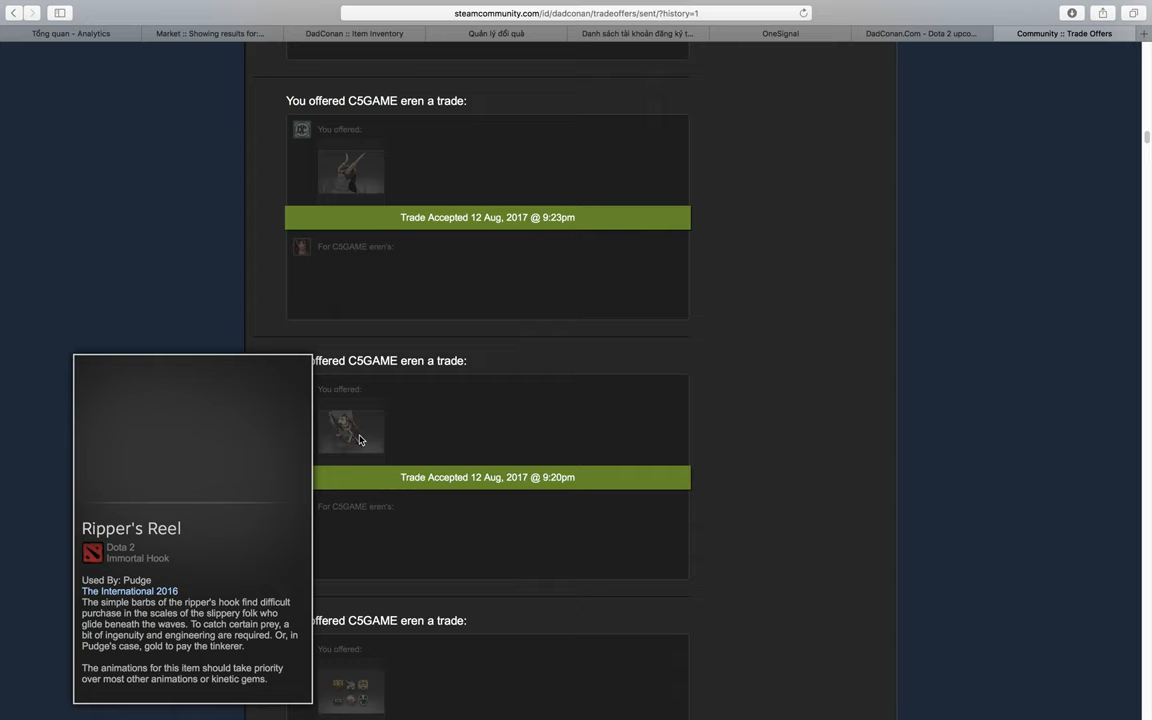 steamcommunity.com/id/dadconan/tradeoffers/sent/?history=1
Tổng quan - Analytics
Market :: Showing results for:...
DadConan :: Item Inventory
Quản lý đổi quà
Danh sách tài khoản đăng ký t...
OneSignal
DadConan.Com - Dota 2 upco...
Community :: Trade Offers
You offered C5GAME eren a trade:
You offered:
Trade Accepted 12 Aug, 2017 @ 9:23pm
For C5GAME eren's:
offered C5GAME eren a trade:
You offered:
Trade Accepted 12 Aug, 2017 @ 9:20pm
For C5GAME eren's:
Ripper's Reel
Dota 2
Immortal Hook
Used By: Pudge
The International 2016
The simple barbs of the ripper's hook find difficult
purchase in the scales of the slippery folk who
glide beneath the waves. To catch certain prey, a
bit of ingenuity and engineering are required. Or, in
Pudge's case, gold to pay the tinkerer.
The animations for this item should take priority
over most other animations or kinetic gems.
offered C5GAME eren a trade:
You offered: